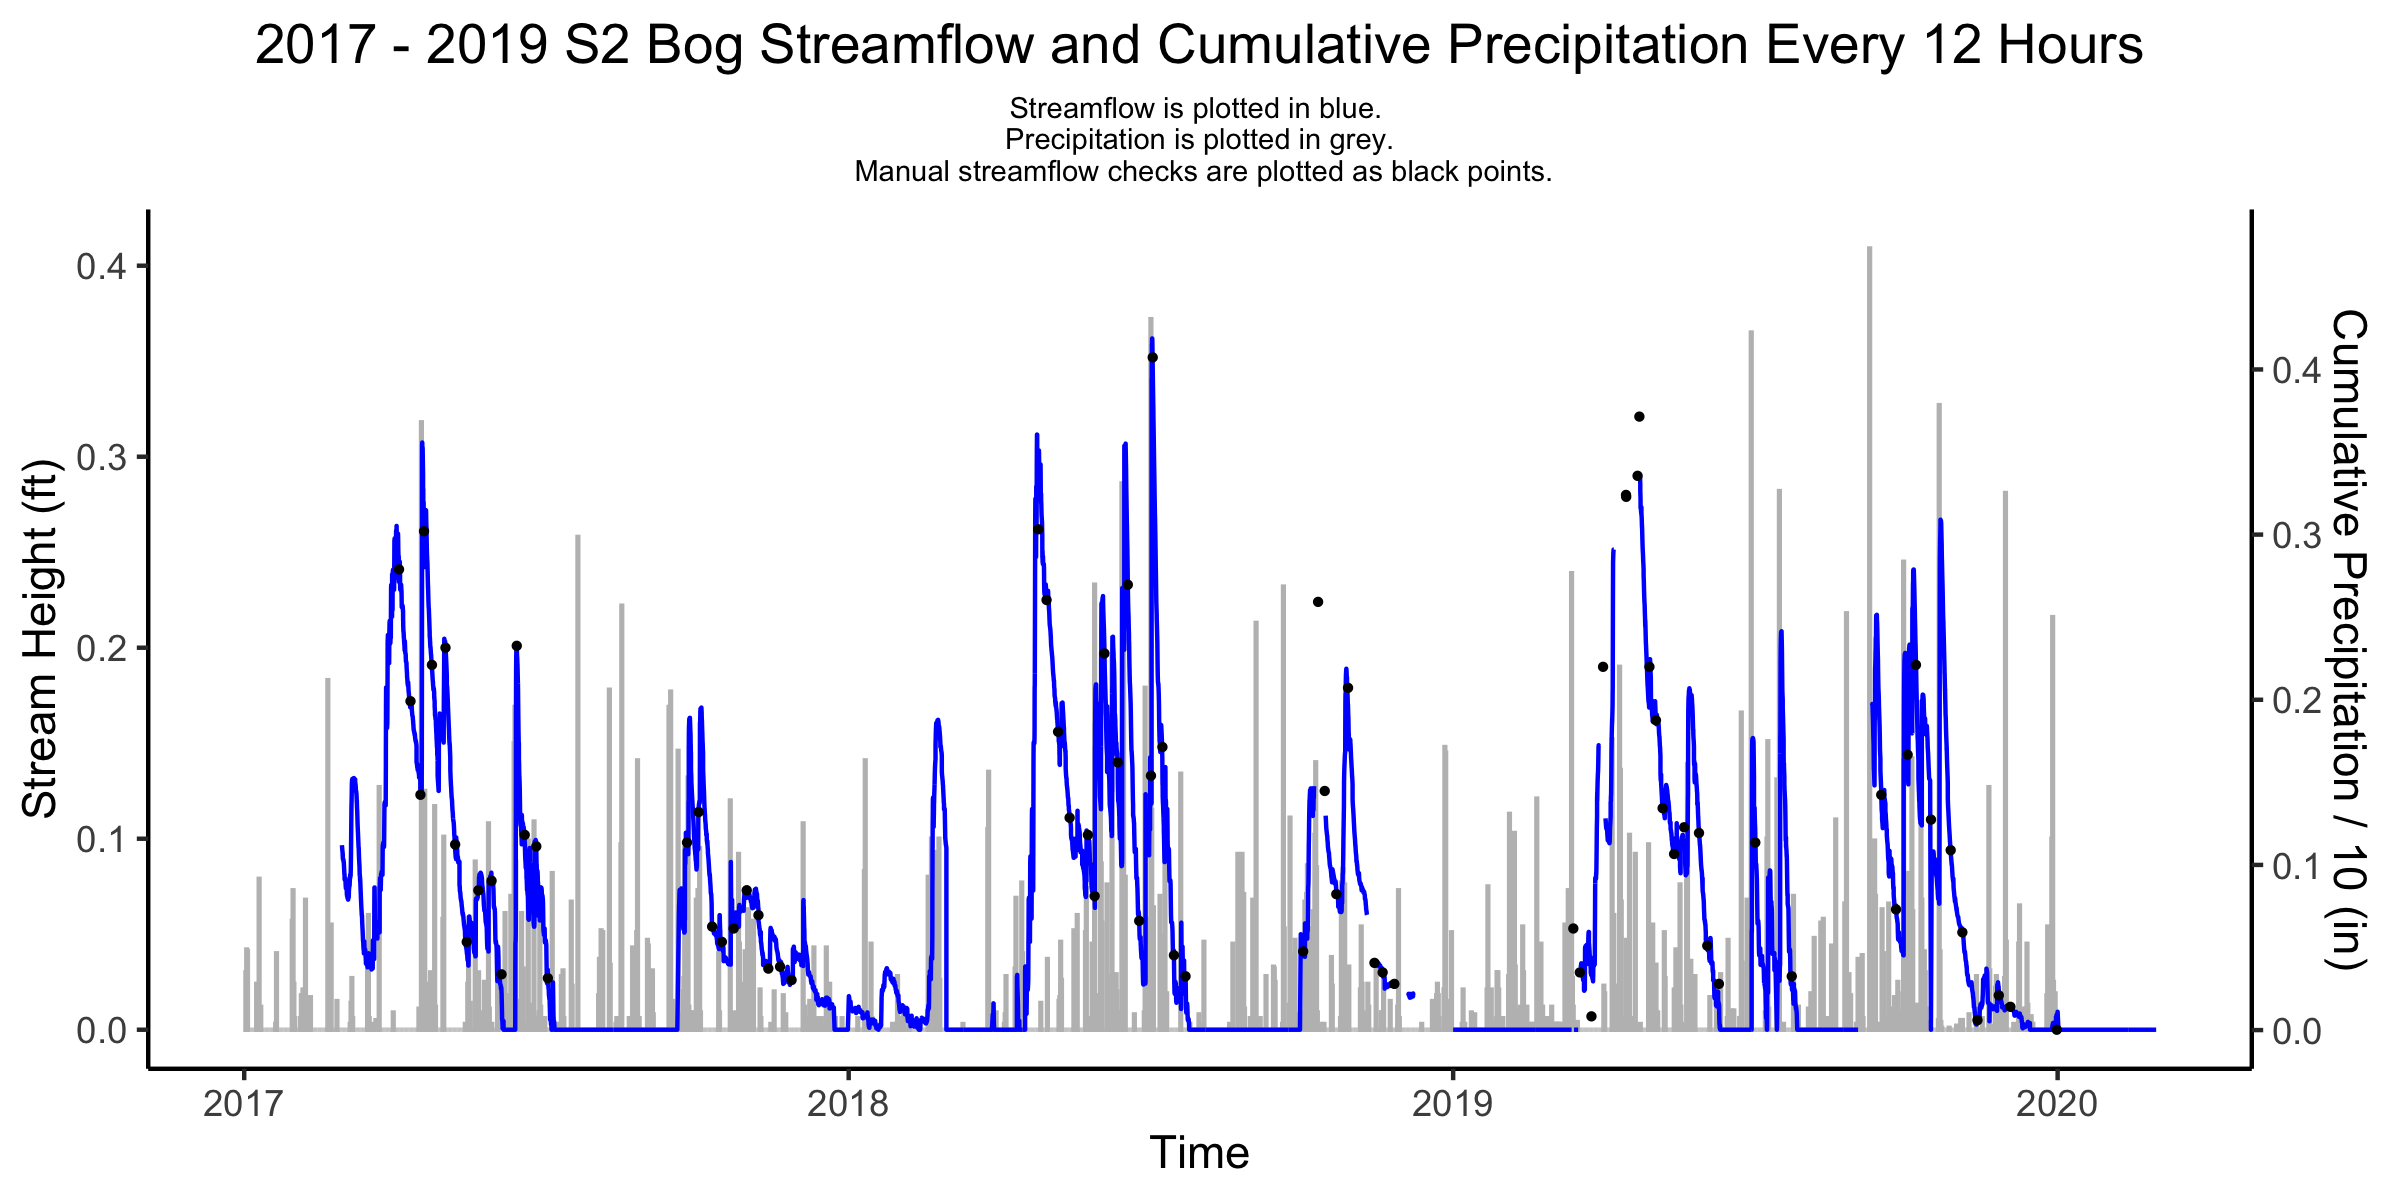 2017 - 2019 S2 Bog Streamflow and Cumulative Precipitation Every 12 Hours
Streamflow is plotted in blue.
Precipitation is plotted in grey.
Manual streamflow checks are plotted as black points.
Stream Height (ft)
0.4
0.3
0.2
0.1
0.0
Cumulative Precipitation / 10 (in)
0.4
0.3
0.2
0.1
0.0
2017
2018
2019
2020
Time